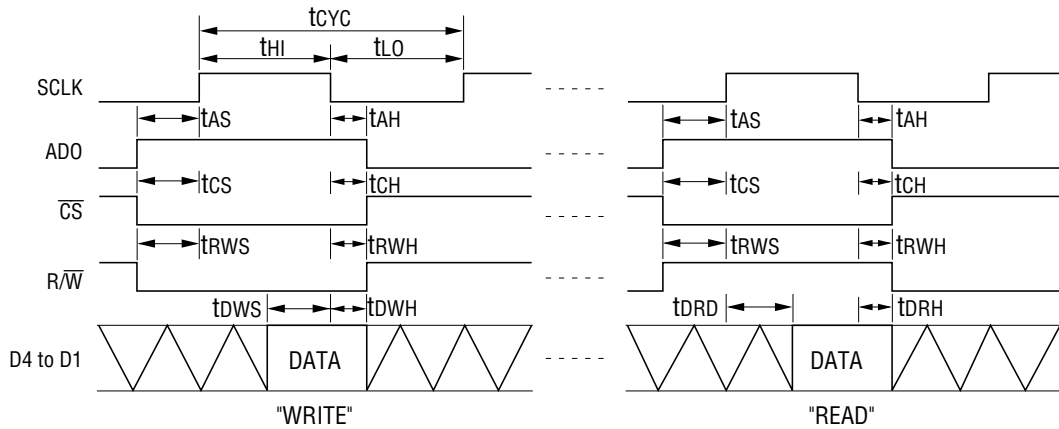 tCYC
tHI tLO
SCLK
tAS tAH tAS tAH
ADO
tCS tCH tCS tCH
CS
tRWS tRWH tRWS tRWH
R/W
tDWS tDWH tDRD tDRH
D4 to D1 DATA DATA
"WRITE" "READ"